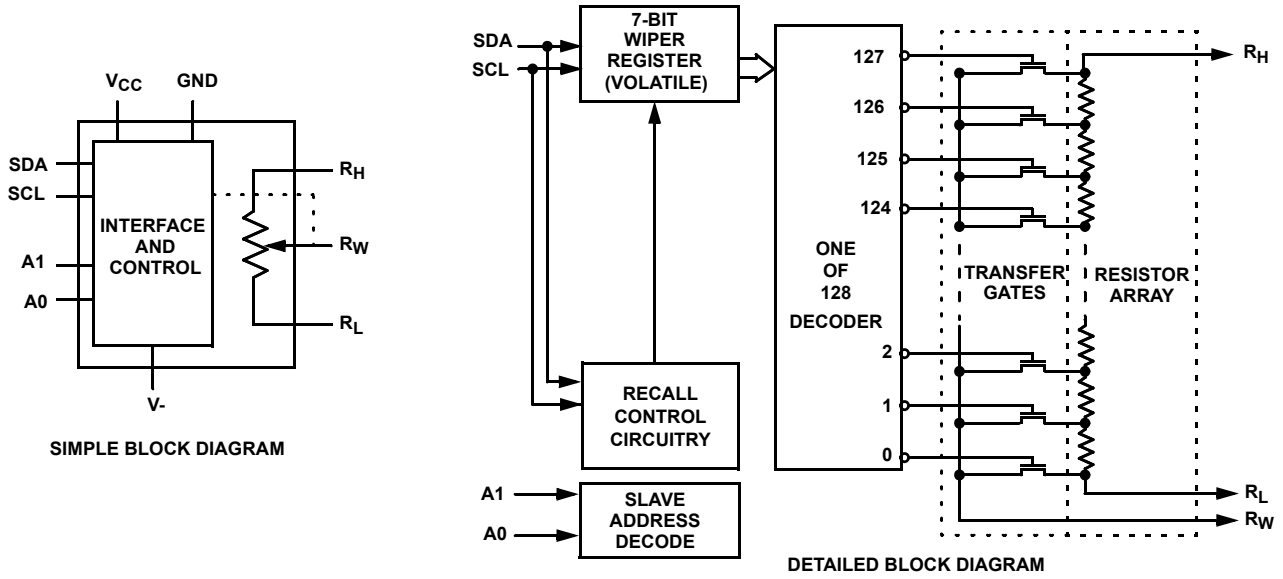 VCC GND
SDA
SCL
A1
A0
INTERFACE
AND
CONTROL
RH
RW
RL
V-
SIMPLE BLOCK DIAGRAM
SDA
SCL
7-BIT
WIPER
REGISTER
(VOLATILE)
RECALL
CONTROL
CIRCUITRY
A1
A0
SLAVE
ADDRESS
DECODE
127
126
125
124
ONE
OF
128
DECODER
2
1
0
TRANSFER
GATES
RESISTOR
ARRAY
RH
RL
RW
DETAILED BLOCK DIAGRAM